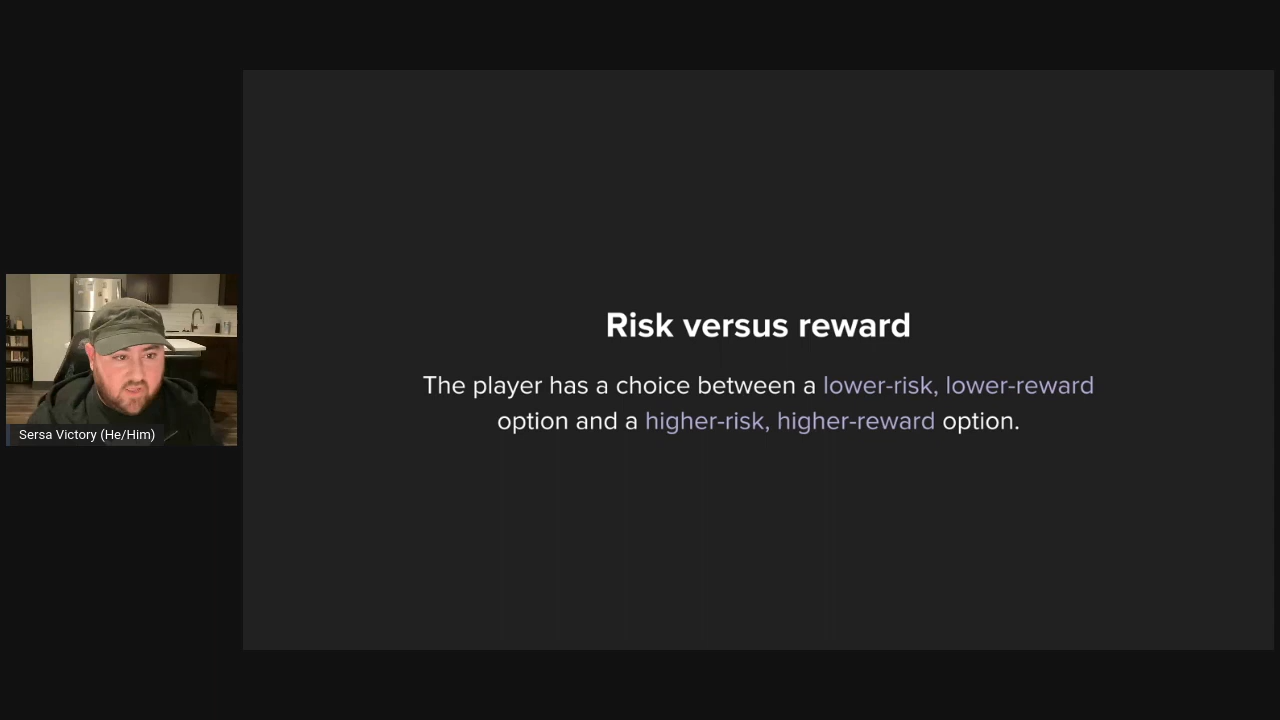 Risk versus reward
The player has a choice between a lower-risk, lower-reward
option and a higher-risk, higher-reward option.
Sersa Victory (He/Him)